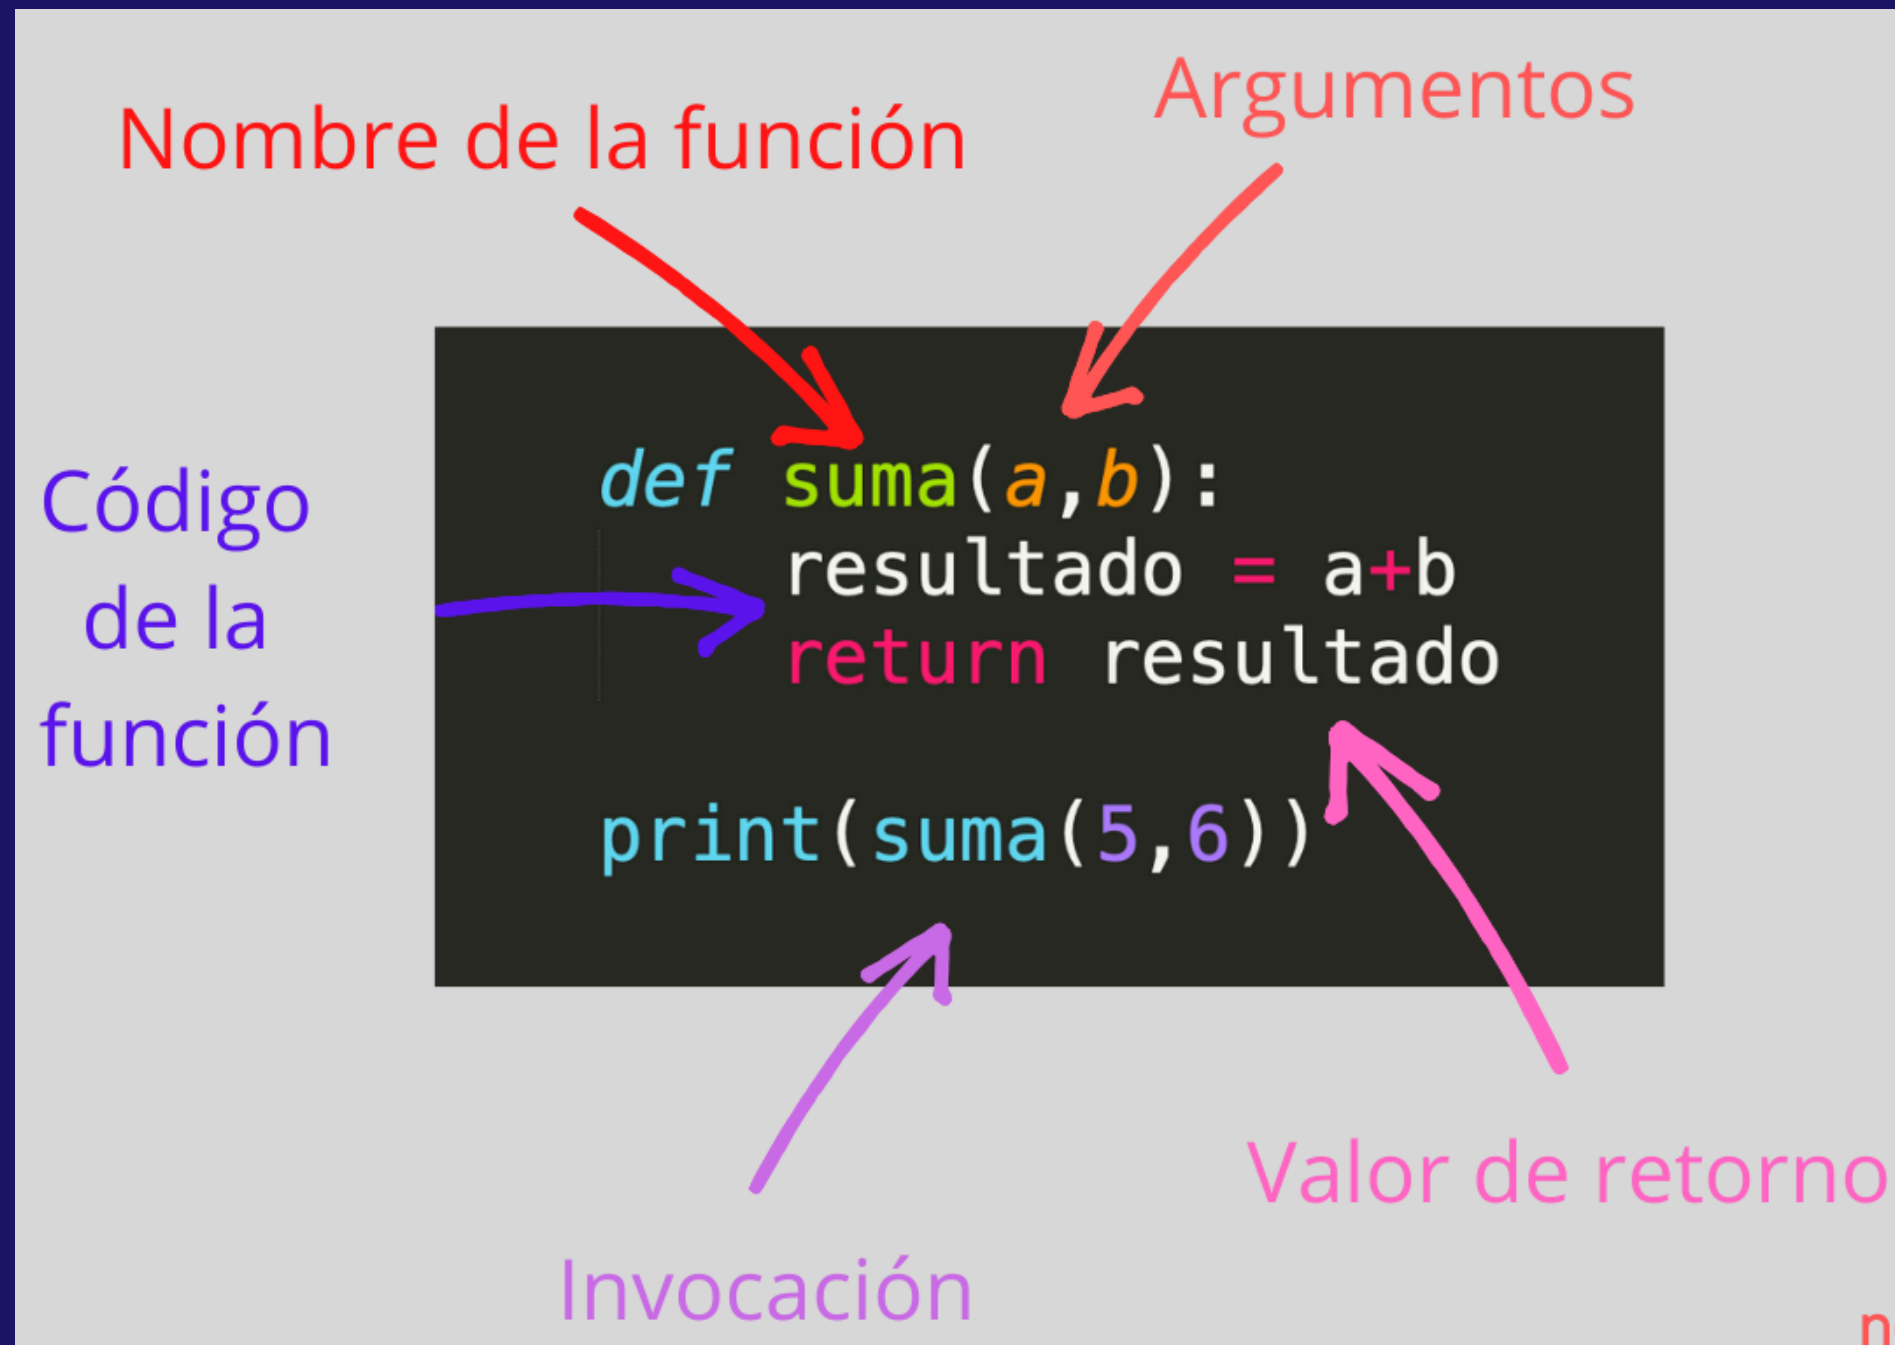 Nombre de la función
Argumentos
Código
de la
función
def suma(a,b):
resultado = a+b
return resultado
print(suma(5,6))
Valor de retorno
Invocación